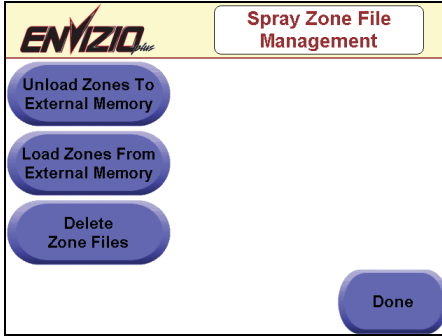 ENVIZIO plus
Spray Zone File
Management
Unload Zones To
External Memory
Load Zones From
External Memory
Delete
Zone Files
Done